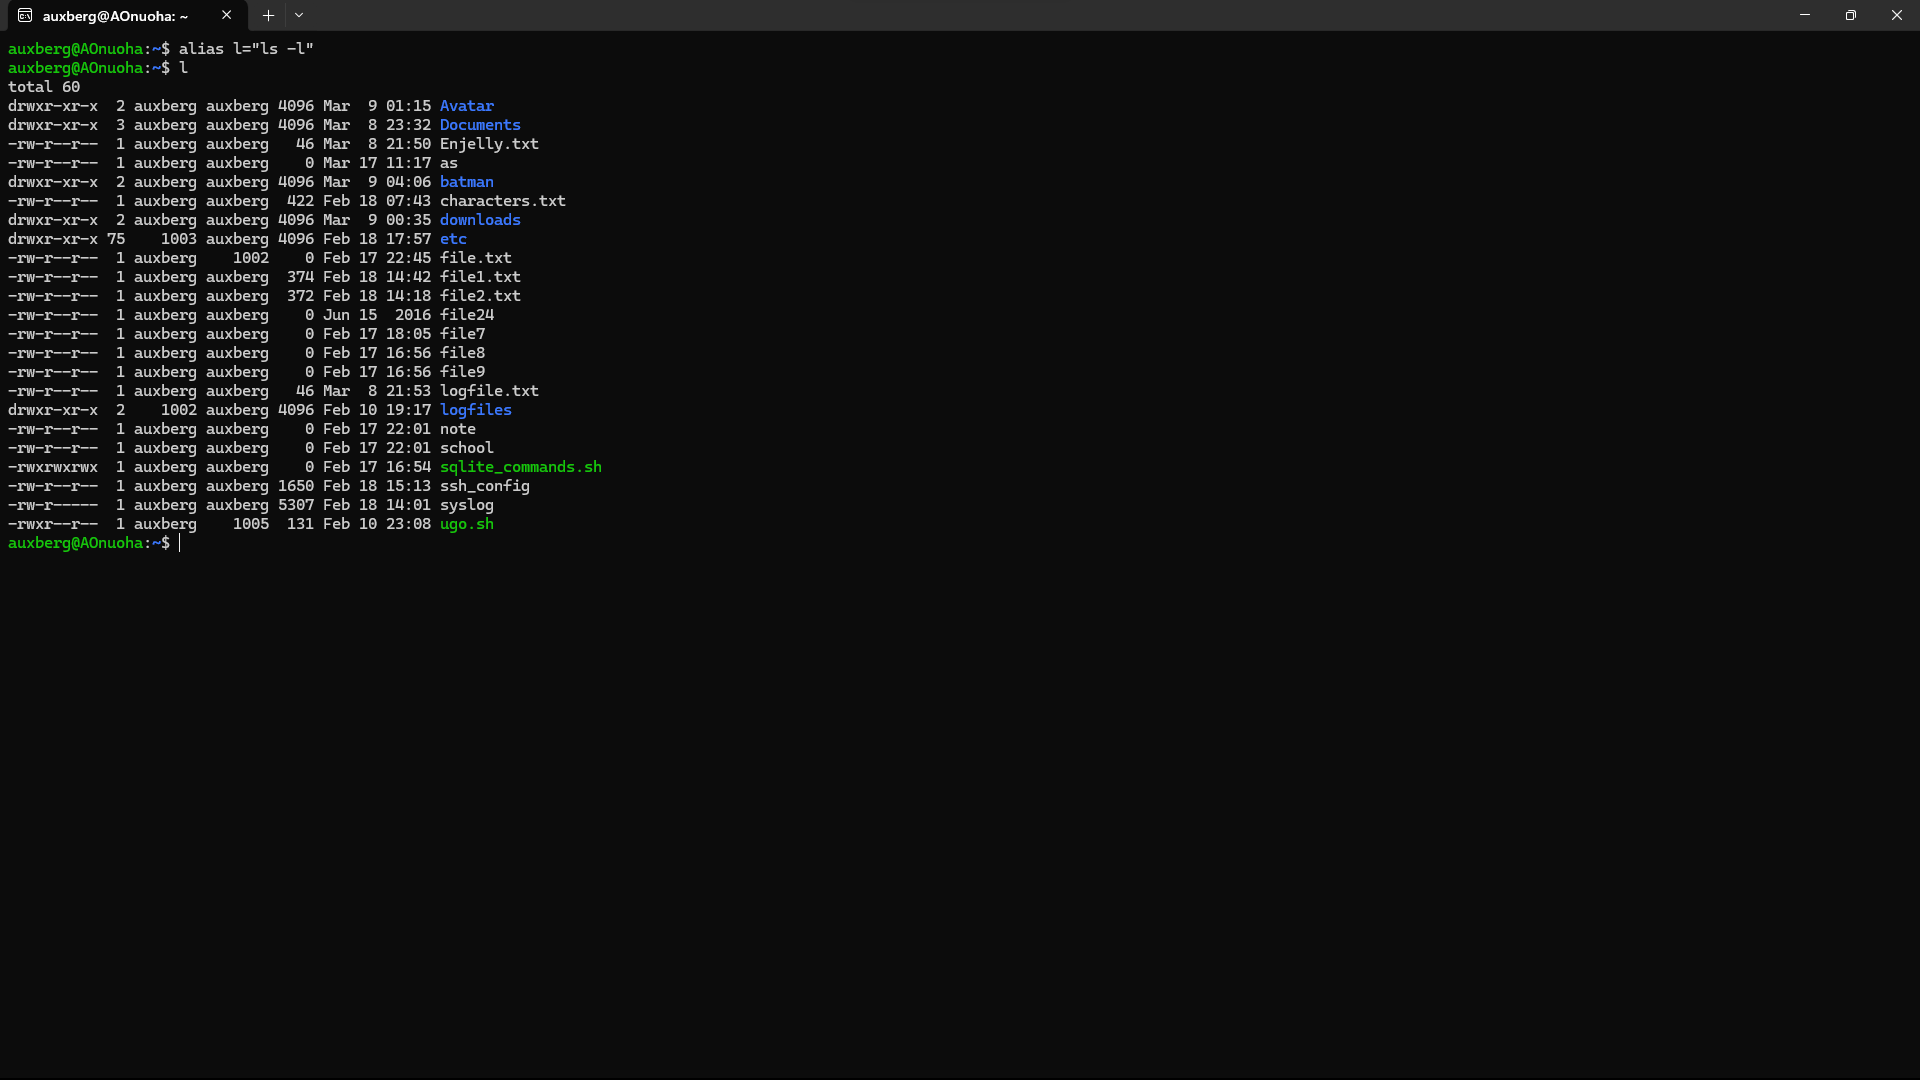 auxberg@AOnuoha: ~
auxberg@AOnuoha:~$ alias l="ls -l"
auxberg@AOnuoha:~$ l
total 60
drwxr-xr-x  2 auxberg auxberg 4096 Mar  9 01:15 Avatar
drwxr-xr-x  3 auxberg auxberg 4096 Mar  8 23:32 Documents
-rw-r--r--  1 auxberg auxberg   46 Mar  8 21:50 Enjelly.txt
-rw-r--r--  1 auxberg auxberg    0 Mar 17 11:17 as
drwxr-xr-x  2 auxberg auxberg 4096 Mar  9 04:06 batman
-rw-r--r--  1 auxberg auxberg  422 Feb 18 07:43 characters.txt
drwxr-xr-x  2 auxberg auxberg 4096 Mar  9 00:35 downloads
drwxr-xr-x 75    1003 auxberg 4096 Feb 18 17:57 etc
-rw-r--r--  1 auxberg    1002    0 Feb 17 22:45 file.txt
-rw-r--r--  1 auxberg auxberg  374 Feb 18 14:42 file1.txt
-rw-r--r--  1 auxberg auxberg  372 Feb 18 14:18 file2.txt
-rw-r--r--  1 auxberg auxberg    0 Jun 15  2016 file24
-rw-r--r--  1 auxberg auxberg    0 Feb 17 18:05 file7
-rw-r--r--  1 auxberg auxberg    0 Feb 17 16:56 file8
-rw-r--r--  1 auxberg auxberg    0 Feb 17 16:56 file9
-rw-r--r--  1 auxberg auxberg   46 Mar  8 21:53 logfile.txt
drwxr-xr-x  2    1002 auxberg 4096 Feb 10 19:17 logfiles
-rw-r--r--  1 auxberg auxberg    0 Feb 17 22:01 note
-rw-r--r--  1 auxberg auxberg    0 Feb 17 22:01 school
-rwxrwxrwx  1 auxberg auxberg    0 Feb 17 16:54 sqlite_commands.sh
-rw-r--r--  1 auxberg auxberg 1650 Feb 18 15:13 ssh_config
-rw-r-----  1 auxberg auxberg 5307 Feb 18 14:01 syslog
-rwxr--r--  1 auxberg    1005  131 Feb 10 23:08 ugo.sh
auxberg@AOnuoha:~$